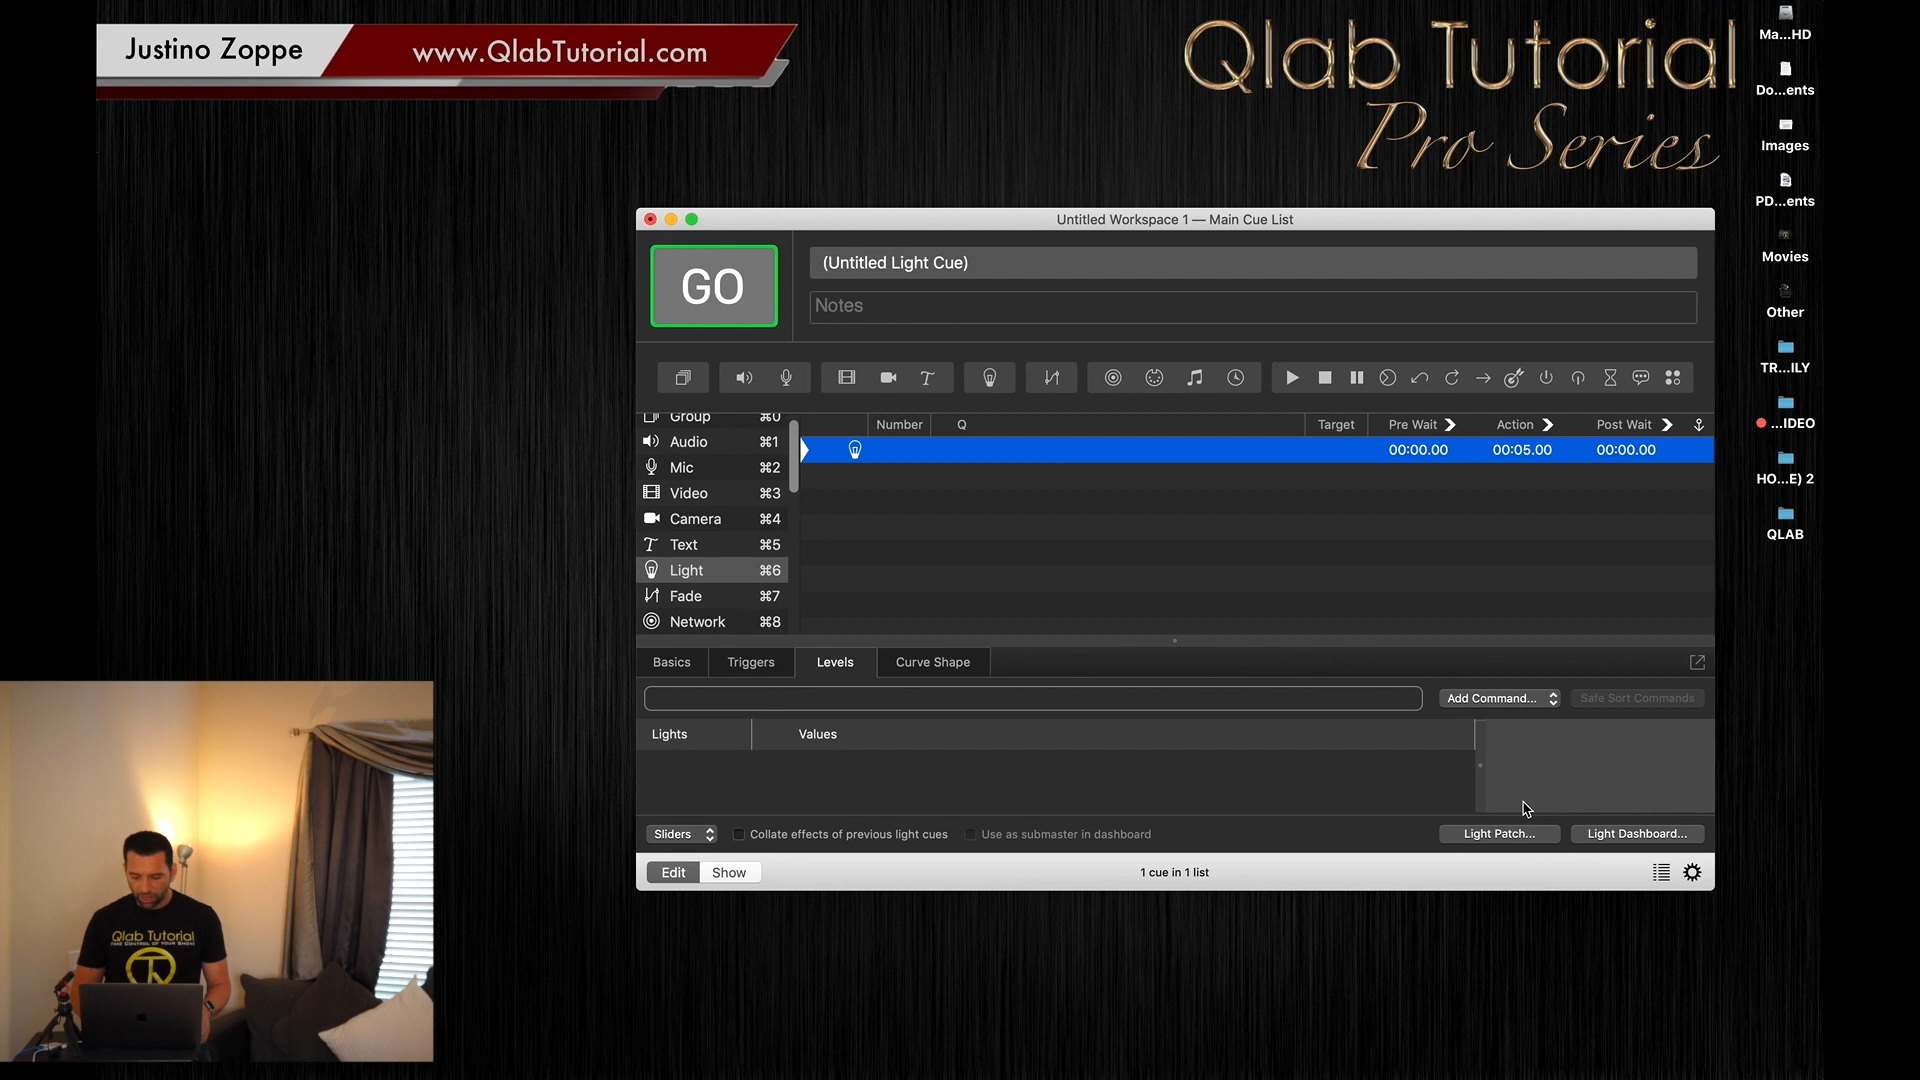 Justino Zoppe
www.QlabTutorial.com
Qlab Tutorial
Pro Series
Ma...HD
Do...ents
Images
PD...ents
Movies
Other
TR...ILY
...IDEO
HO...E) 2
QLAB
Untitled Workspace 1 — Main Cue List
GO
(Untitled Light Cue)
Notes
Group ⌘0
Audio ⌘1
Mic ⌘2
Video ⌘3
Camera ⌘4
Text ⌘5
Light ⌘6
Fade ⌘7
Network ⌘8
Number Q Target Pre Wait Action Post Wait
00:00.00 00:05.00 00:00.00
Basics Triggers Levels Curve Shape
Add Command... Safe Sort Commands
Lights Values
Sliders Collate effects of previous light cues Use as submaster in dashboard Light Patch... Light Dashboard...
Edit Show 1 cue in 1 list
Qlab Tutorial
Take Control of Your Show!